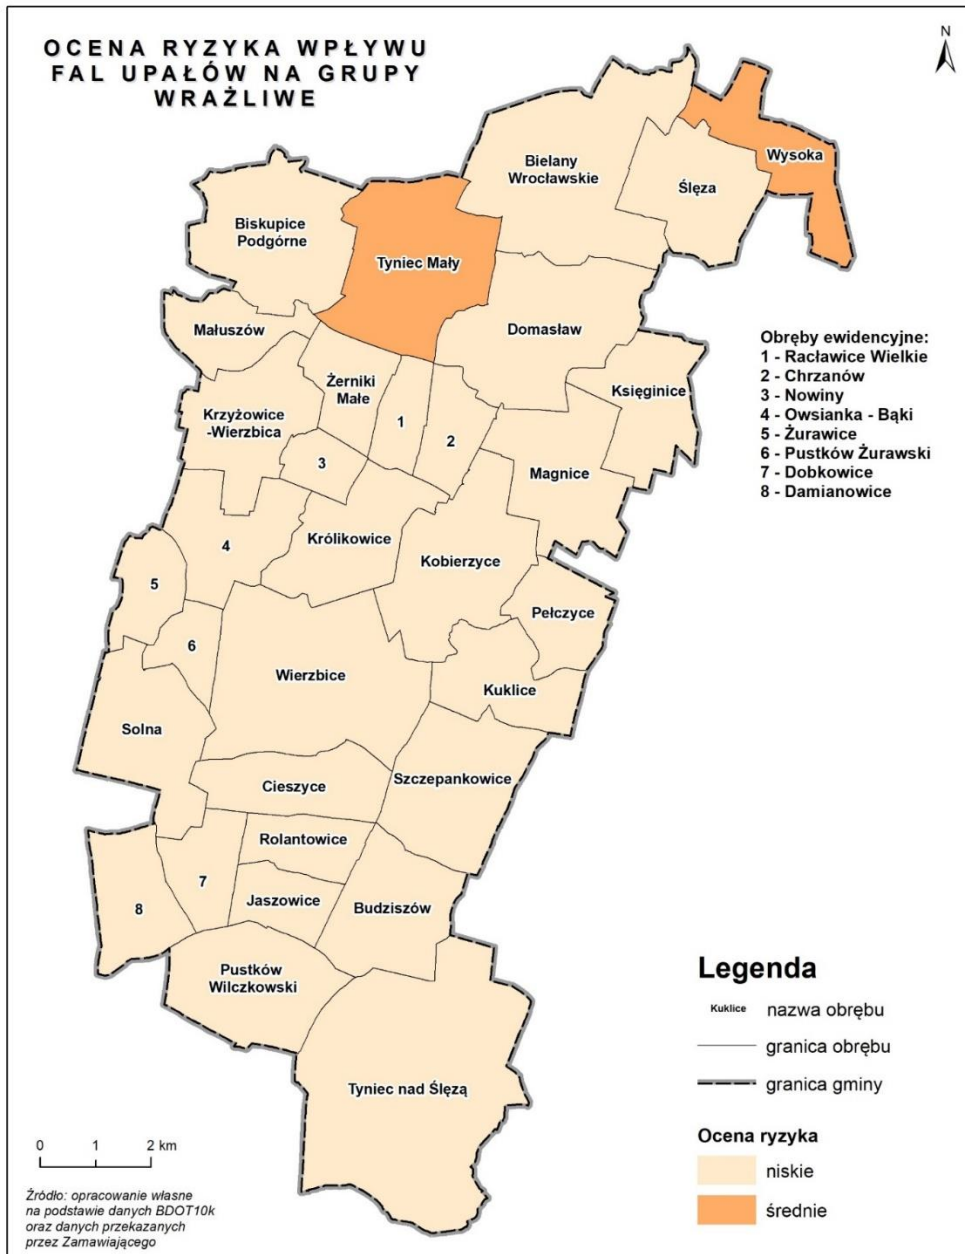 OCENA RYZYKA WPŁYWU
FAL UPAŁÓW NA GRUPY
WRAŻLIWE
N
Wysoka
Bielany
Wrocławskie
Ślęza
Biskupice
Podgórne
Tyniec Mały
Małuszów
Domasław
Obręby ewidencyjne:
1 - Racławice Wielkie
2 - Chrzanów
3 - Nowiny
4 - Owsianka - Bąki
5 - Żurawice
6 - Pustków Żurawski
7 - Dobkowice
8 - Damianowice
Żerniki
Małe
Księginice
Krzyżowice
-Wierzbica
1
2
3
Magnice
4
Królikowice
Kobierzyce
5
Pełczyce
6
Wierzbice
Kuklice
Solna
Cieszyce
Szczepankowice
Rolantowice
7
Jaszowice
Budziszów
8
Pustków
Wilczkowski
Tyniec nad Ślęzą
Legenda
Kuklice nazwa obrębu
granica obrębu
granica gminy
Ocena ryzyka
niskie
średnie
0 1 2 km
Źródło: opracowanie własne
na podstawie danych BDOT10k
oraz danych przekazanych
przez Zamawiającego